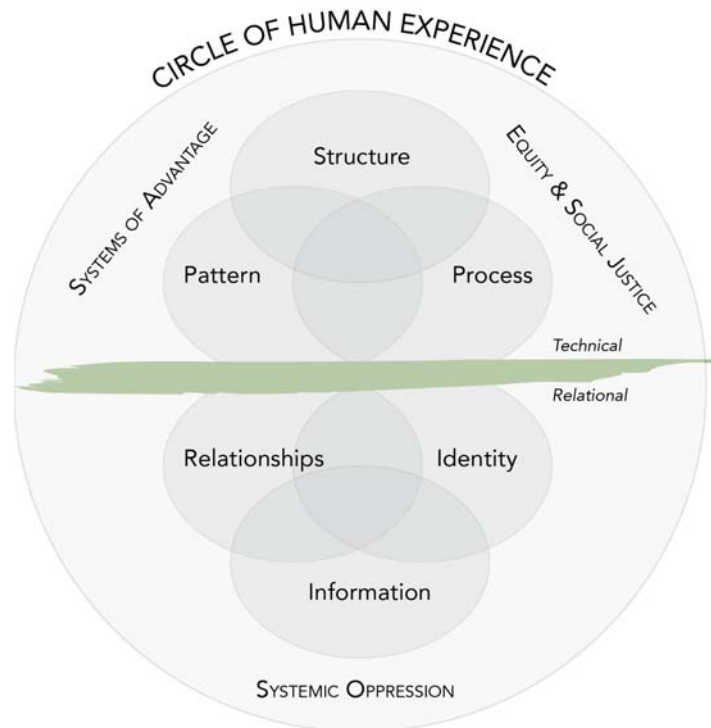 CIRCLE OF HUMAN EXPERIENCE
SYSTEMS OF ADVANTAGE
EQUITY & SOCIAL JUSTICE
Structure
Pattern
Process
Technical
Relational
Relationships
Identity
Information
SYSTEMIC OPPRESSION